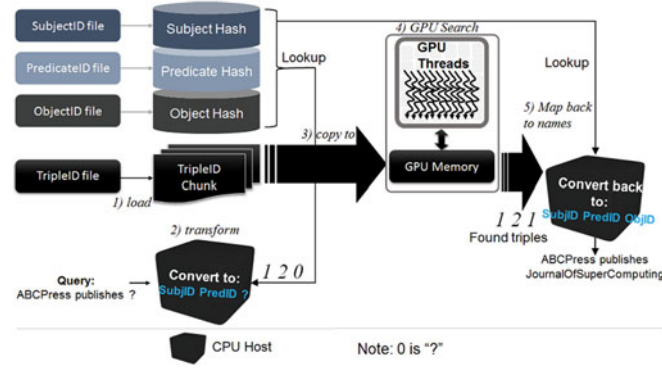 SubjectID file
Subject Hash
PredicateID file
Predicate Hash
ObjectID file
Object Hash
TripleID file
TripleID
Chunk
1) load
Lookup
3) copy to
4) GPU Search
GPU
Threads
GPU Memory
Lookup
5) Map back
to names
Convert back
to:
SubjID PredID ObjID
1 2 1
Found triples
ABCPress publishes
JournalOfSuperComputing
2) transform
Query:
ABCPress publishes ?
Convert to:
SubjID PredID ?
1 2 0
CPU Host
Note: 0 is “?”